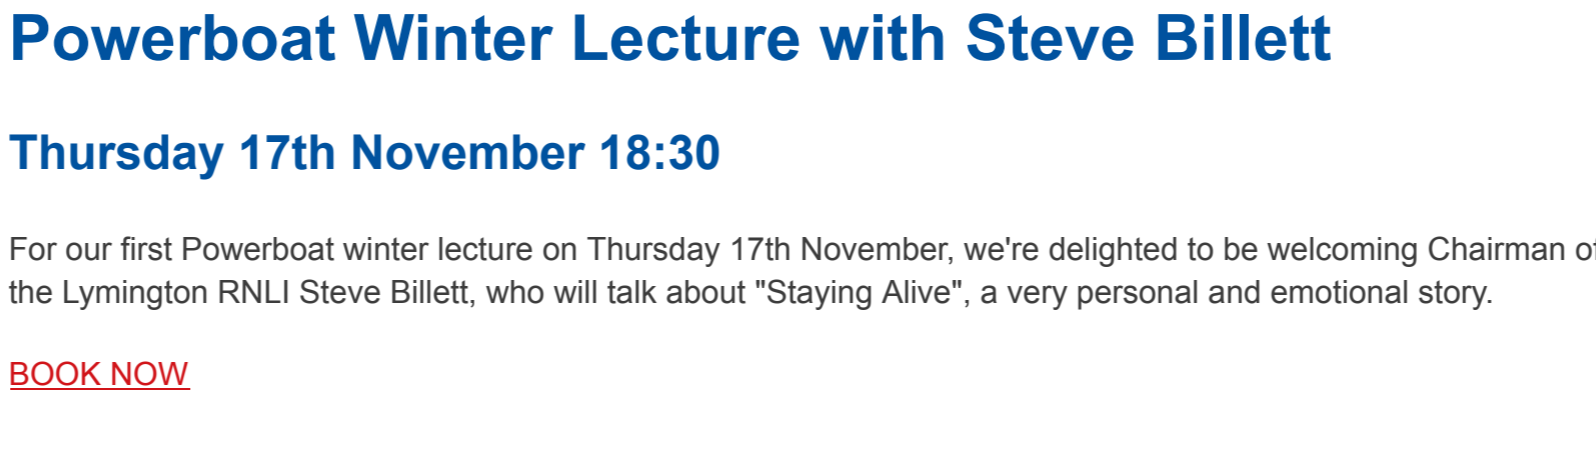 Powerboat Winter Lecture with Steve Billett
Thursday 17th November 18:30
For our first Powerboat winter lecture on Thursday 17th November, we're delighted to be welcoming Chairman of
the Lymington RNLI Steve Billett, who will talk about "Staying Alive", a very personal and emotional story.
BOOK NOW